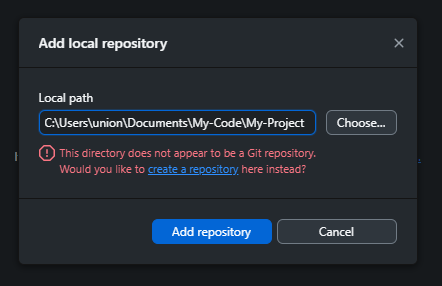 Add local repository
Local path
C:\Users\union\Documents\My-Code\My-Project
Choose...
This directory does not appear to be a Git repository.
Would you like to create a repository here instead?
Add repository
Cancel